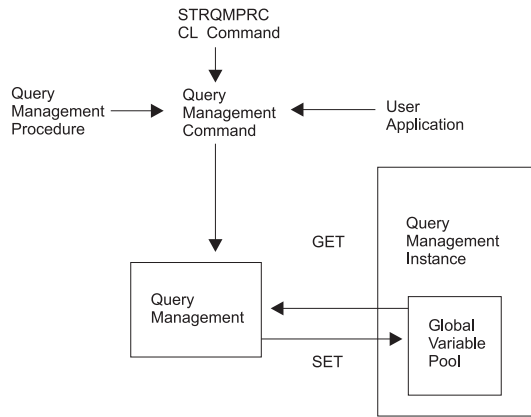 STRQMPRC
CL Command
Query
Management
Procedure
Query
Management
Command
User
Application
GET
Query
Management
Instance
Query
Management
Global
Variable
Pool
SET